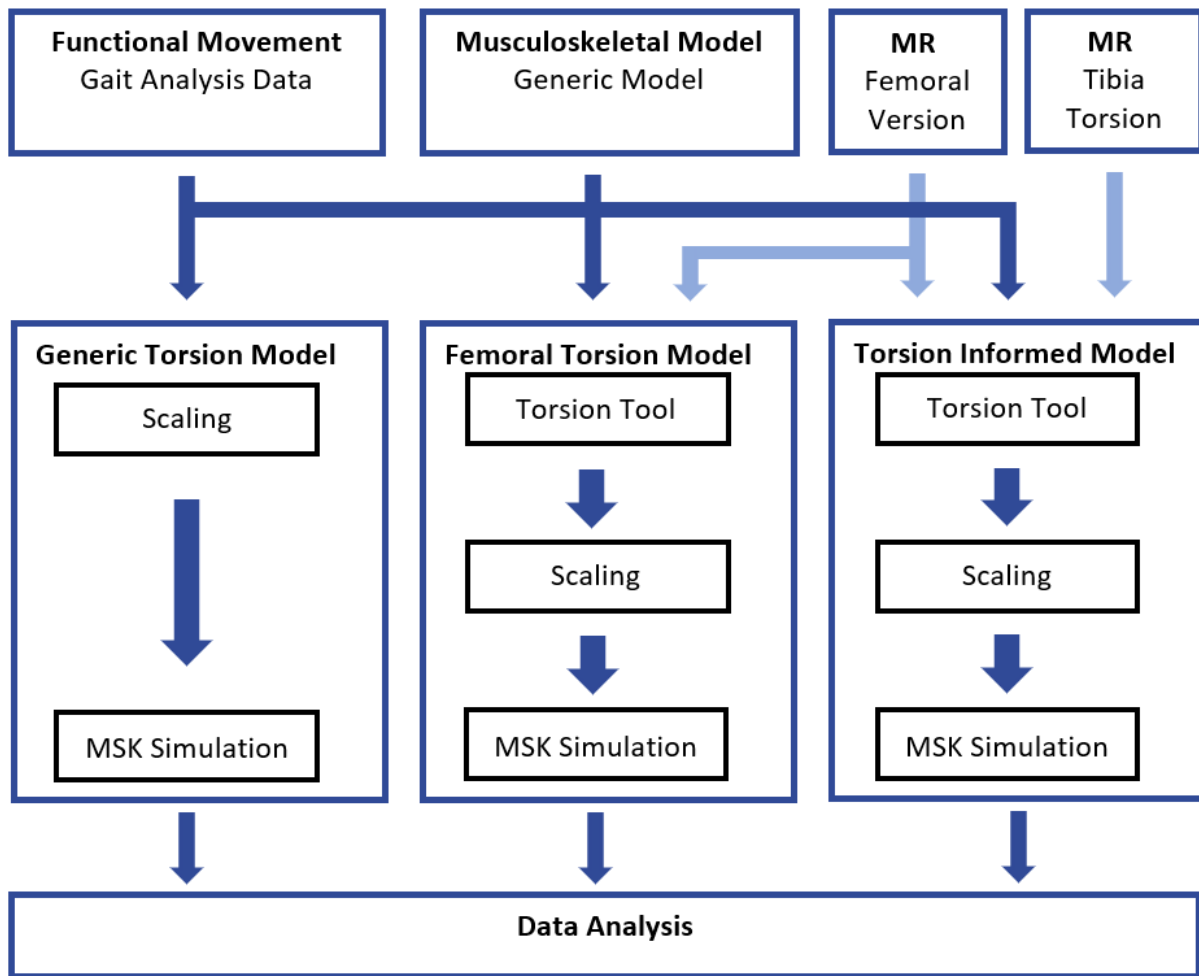 Functional Movement
Gait Analysis Data
Musculoskeletal Model
Generic Model
MR
Femoral
Version
MR
Tibia
Torsion
Generic Torsion Model
Scaling
MSK Simulation
Femoral Torsion Model
Torsion Tool
Scaling
MSK Simulation
Torsion Informed Model
Torsion Tool
Scaling
MSK Simulation
Data Analysis